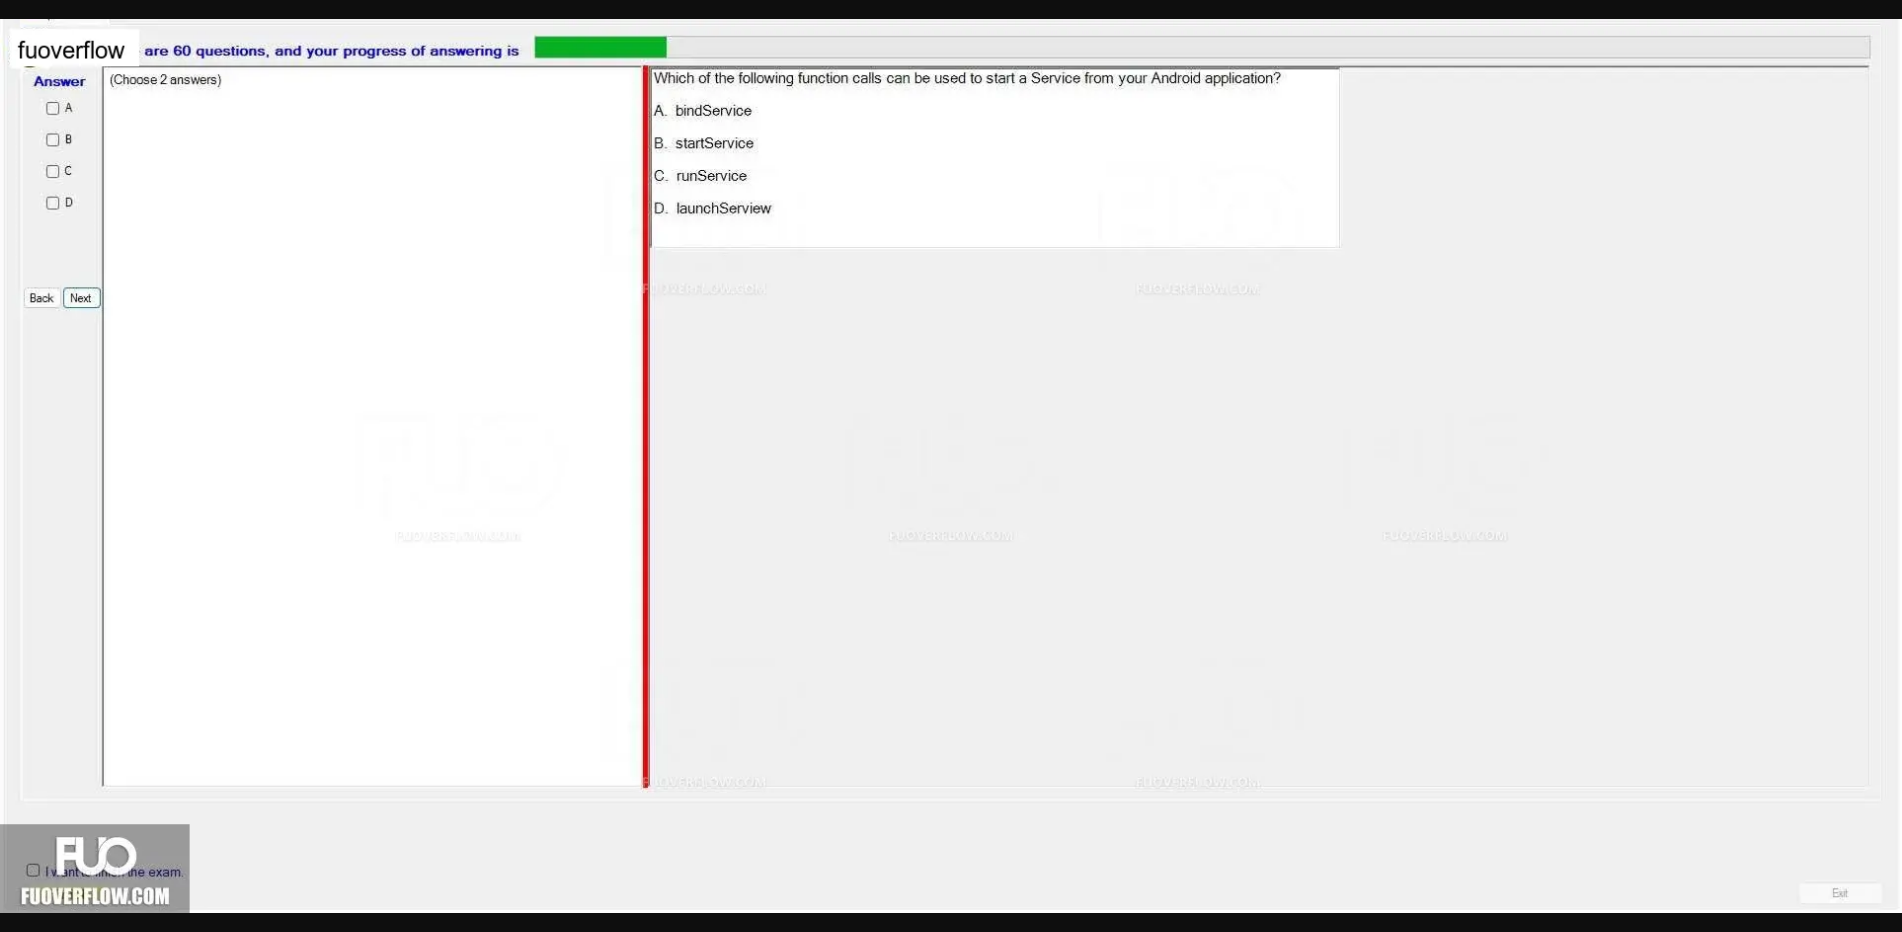 fuoverflow
are 60 questions, and your progress of answering is
Answer
(Choose 2 answers)
A
B
C
D
Back Next
Which of the following function calls can be used to start a Service from your Android application?
A. bindService
B. startService
C. runService
D. launchSerview
FUOVERFLOW.COM
FUOVERFLOW.COM
FUOVERFLOW.COM
FUOVERFLOW.COM
FUOVERFLOW.COM
FUOVERFLOW.COM
FUOVERFLOW.COM
FUO
I want the exam.
FUOVERFLOW.COM
Exit